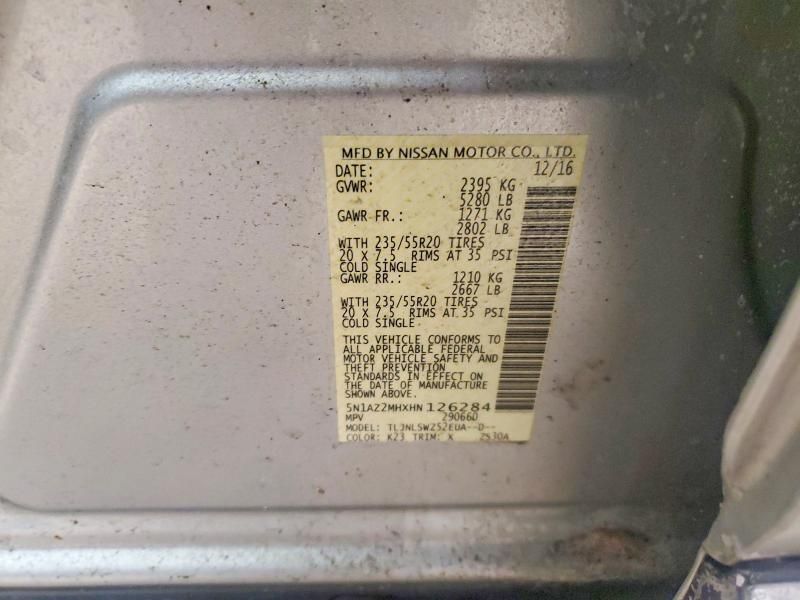 MFD BY NISSAN MOTOR CO., LTD.
DATE: 12/16
GVWR: 2395 KG
5280 LB
GAWR FR.: 1271 KG
2802 LB
WITH 235/55R20 TIRES
20 X 7.5 RIMS AT 35 PSI
COLD SINGLE
GAWR RR.: 1210 KG
2667 LB
WITH 235/55R20 TIRES
20 X 7.5 RIMS AT 35 PSI
COLD SINGLE
THIS VEHICLE CONFORMS TO
ALL APPLICABLE FEDERAL
MOTOR VEHICLE SAFETY AND
THEFT PREVENTION
STANDARDS IN EFFECT ON
THE DATE OF MANUFACTURE
SHOWN ABOVE.
5N1AZ2MHXHN126284
MPV 29066D
MODEL: TLJNLSWZ52EUA--D--
COLOR: K23 TRIM: X ZS30A